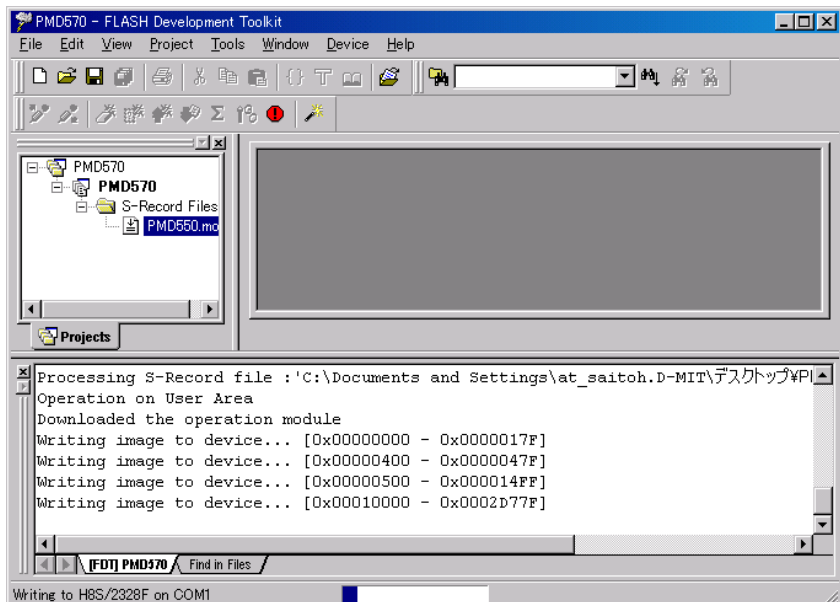 PMD570 - FLASH Development Toolkit
File Edit View Project Tools Window Device Help
PMD570
PMD570
S-Record Files
PMD550.mo
Projects
Processing S-Record file :'C:\Documents and Settings\at_saitoh.D-MIT\デスクトップ¥P
Operation on User Area
Downloaded the operation module
Writing image to device... [0x00000000 - 0x0000017F]
Writing image to device... [0x00000400 - 0x0000047F]
Writing image to device... [0x00000500 - 0x000014FF]
Writing image to device... [0x00010000 - 0x0002D77F]
[FDT] PMD570 Find in Files
Writing to H8S/2328F on COM1